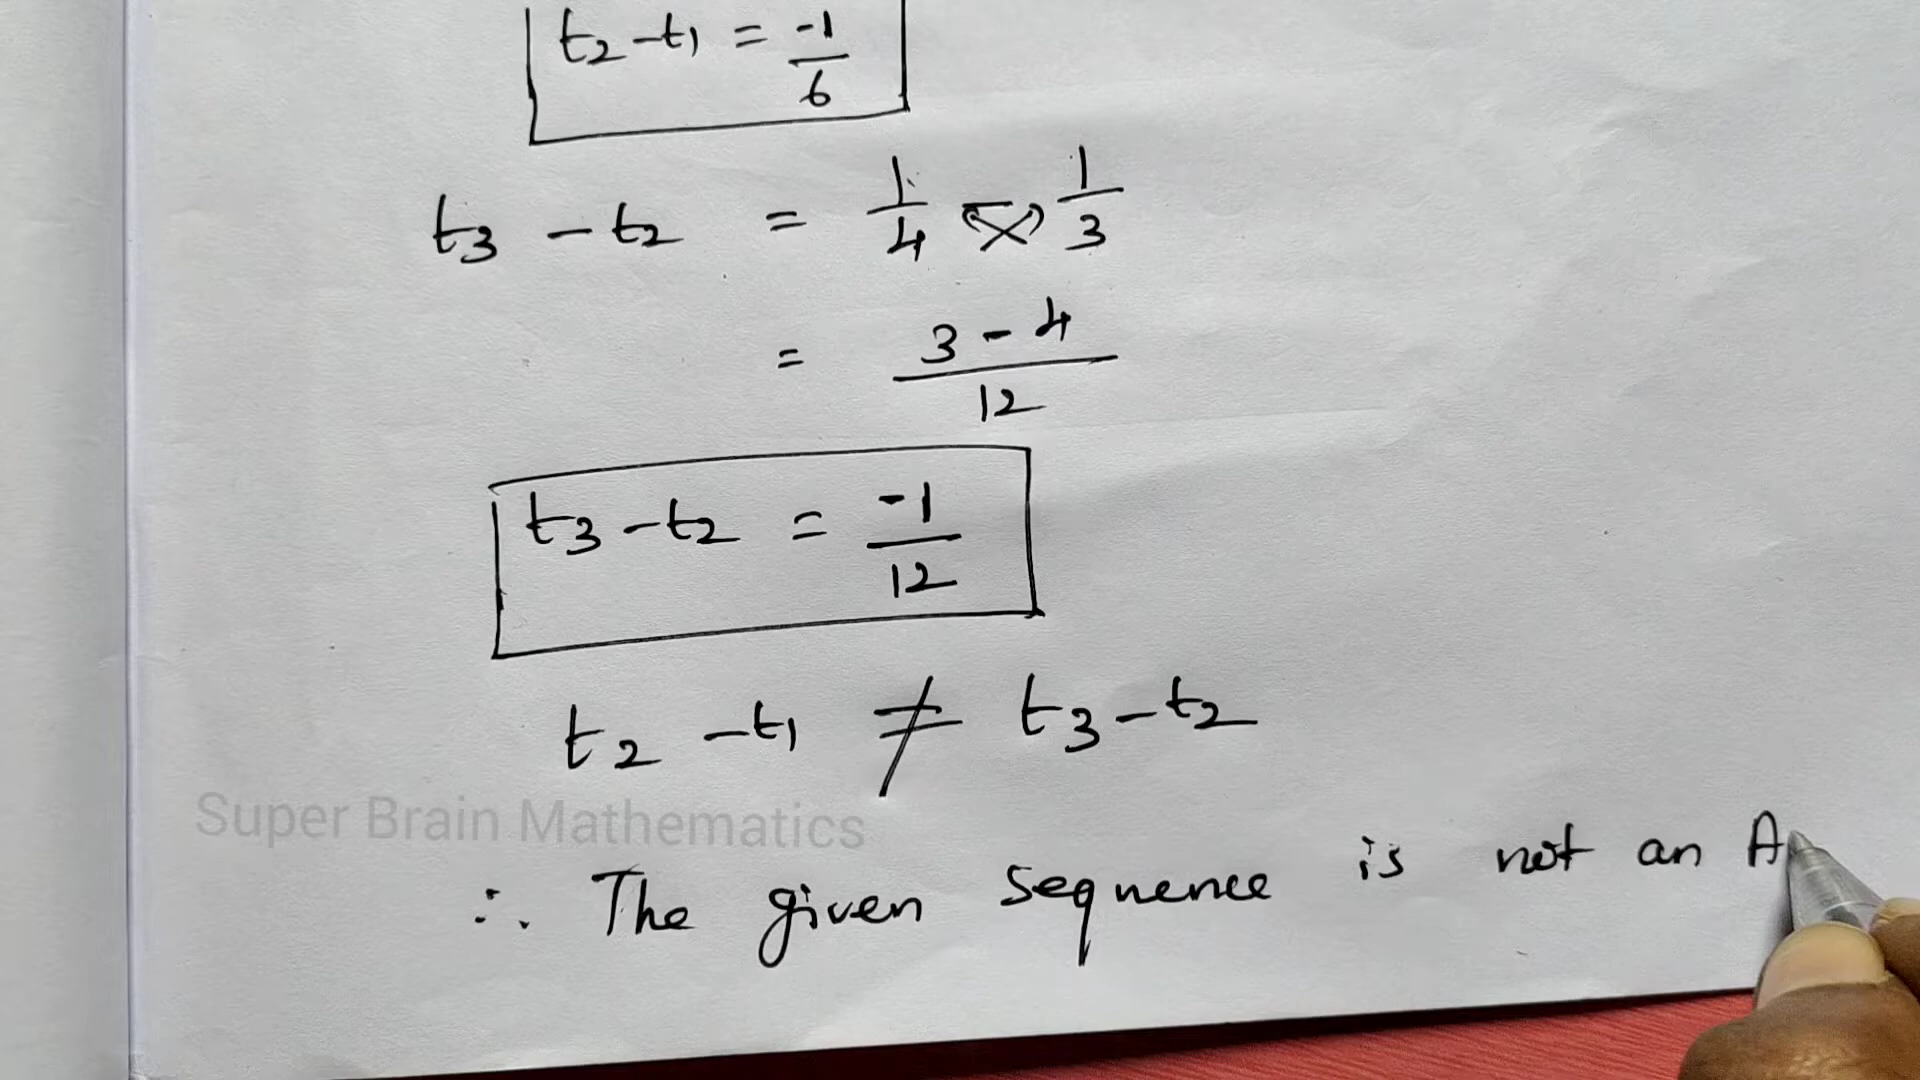 t2 - t1 = -1/6
t3 - t2 = 1/4 - 1/3
= 3 - 4 / 12
t3 - t2 = -1/12
t2 - t1 ≠ t3 - t2
Super Brain Mathematics
∴ The given sequence is not an A